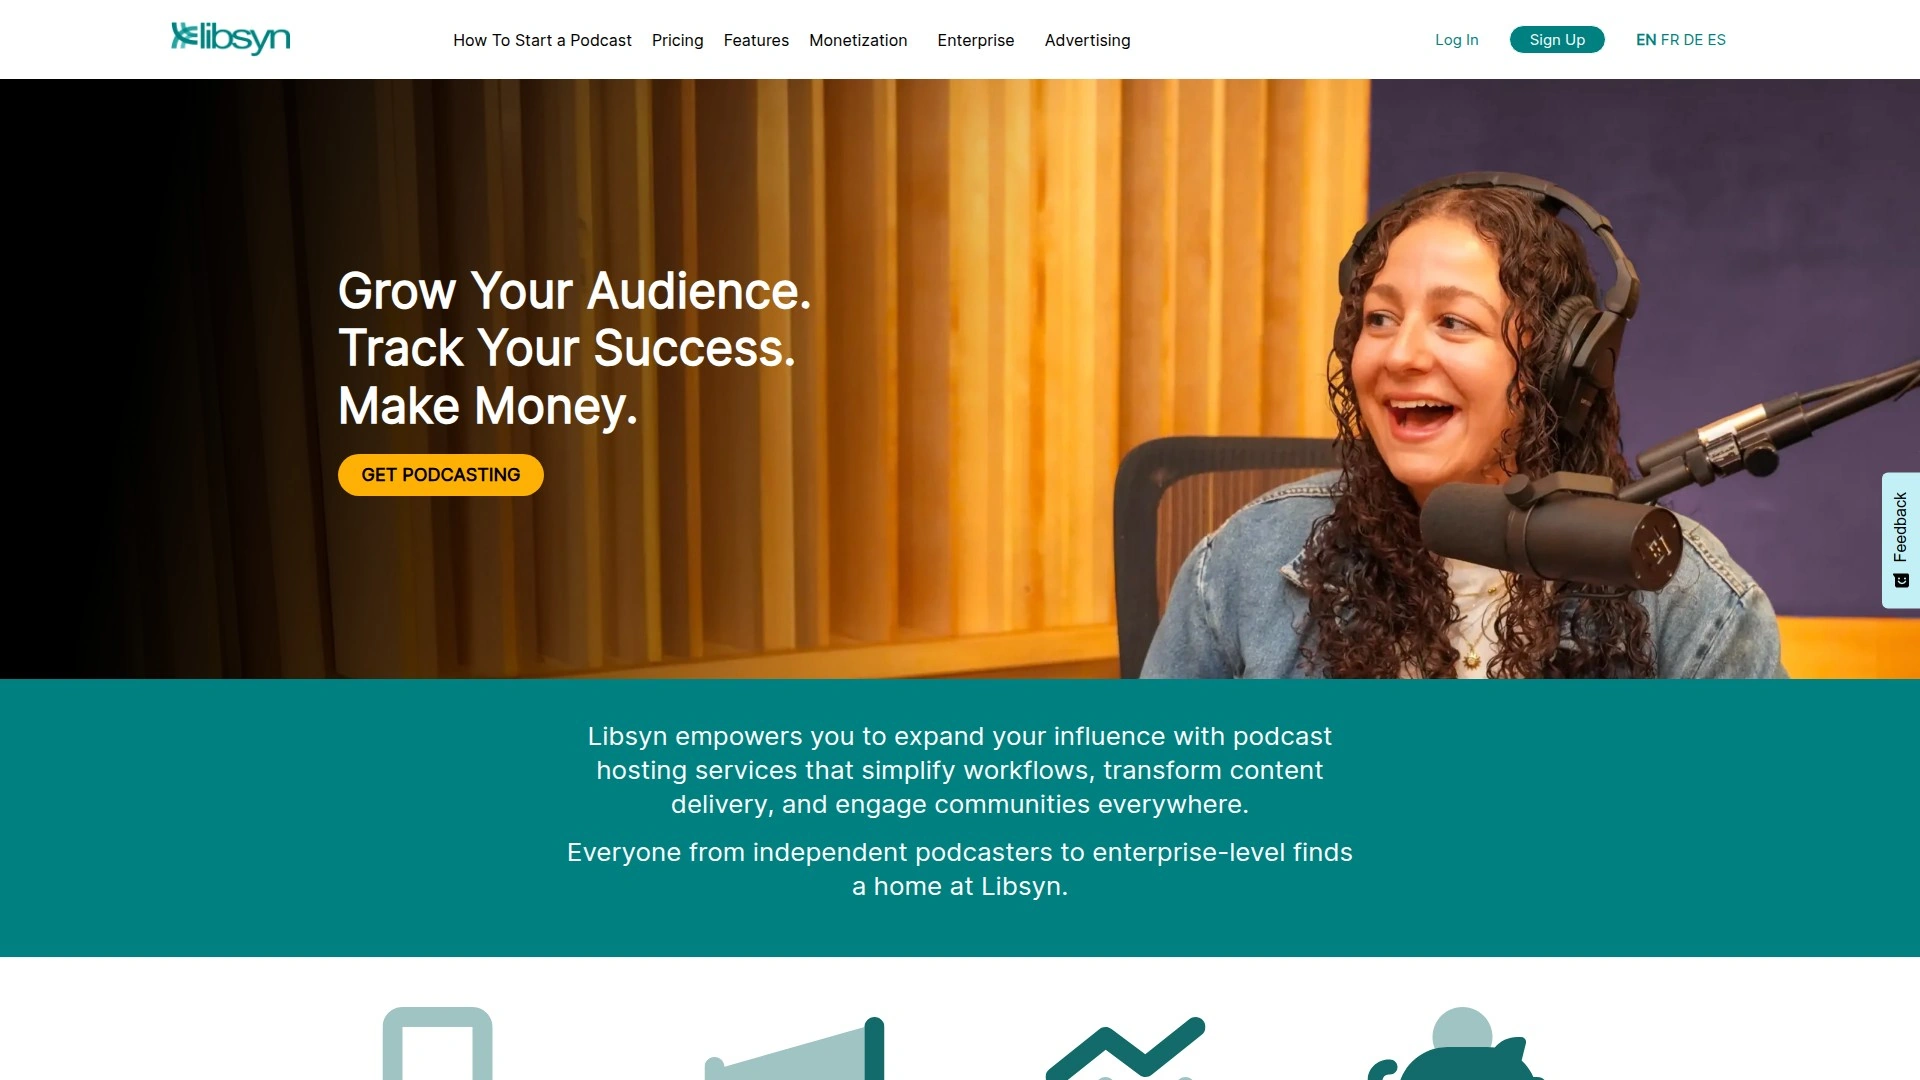 libsyn
How To Start a Podcast Pricing Features Monetization Enterprise Advertising
Log In Sign Up EN FR DE ES
Grow Your Audience.
Track Your Success.
Make Money.
GET PODCASTING
Feedback
Libsyn empowers you to expand your influence with podcast
hosting services that simplify workflows, transform content
delivery, and engage communities everywhere.
Everyone from independent podcasters to enterprise-level finds
a home at Libsyn.